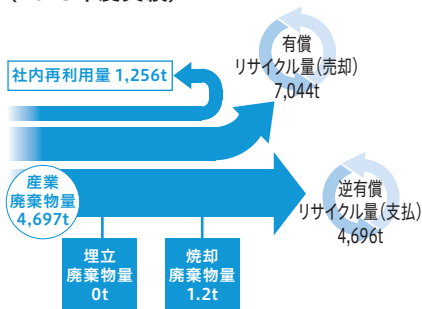 有償
リサイクル量(売却)
7,044t
社内再利用量 1,256t
産業
廃棄物量
4,697t
逆有償
リサイクル量(支払)
4,696t
埋立
廃棄物量
0t
焼却
廃棄物量
1.2t